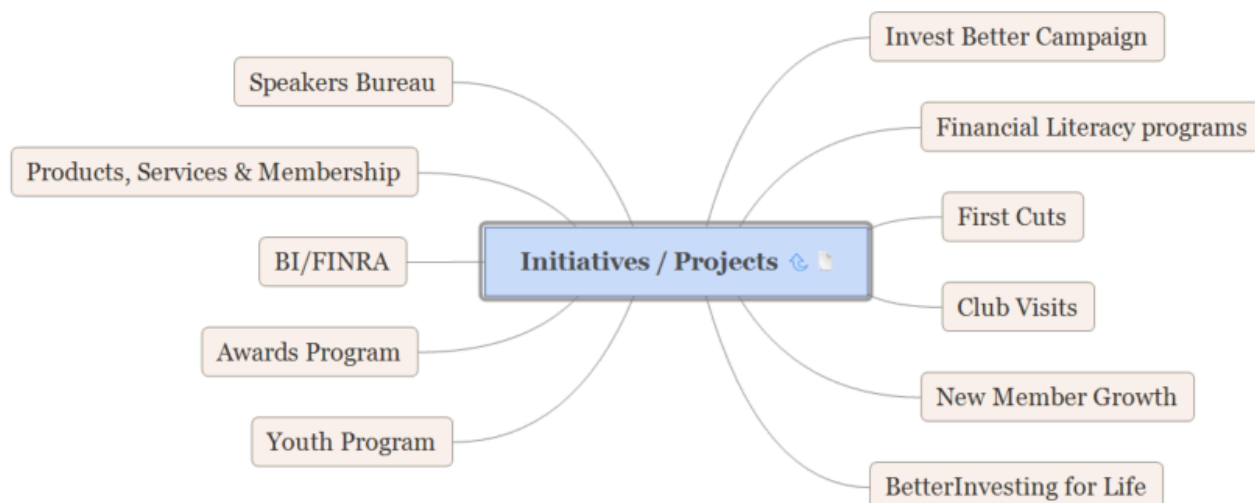 Invest Better Campaign
Speakers Bureau
Financial Literacy programs
Products, Services & Membership
First Cuts
BI/FINRA
Initiatives / Projects
Club Visits
Awards Program
New Member Growth
Youth Program
BetterInvesting for Life